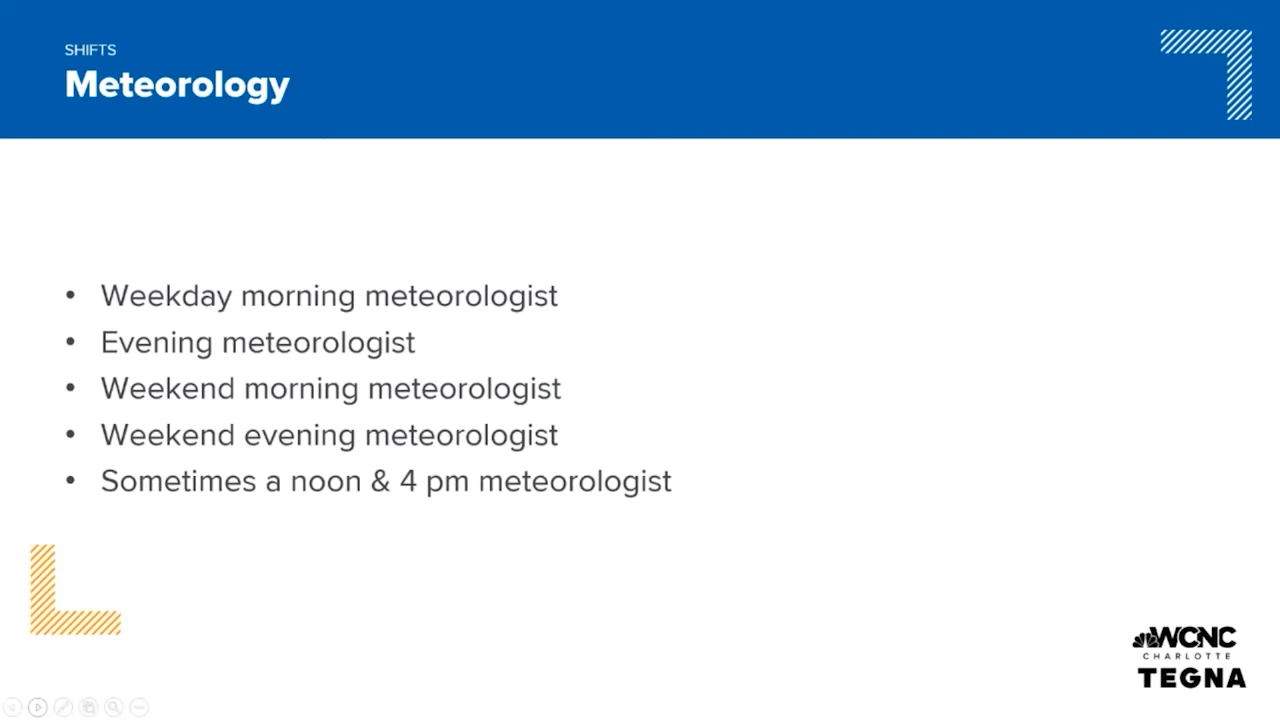 SHIFTS
Meteorology
• Weekday morning meteorologist
• Evening meteorologist
• Weekend morning meteorologist
• Weekend evening meteorologist
• Sometimes a noon & 4 pm meteorologist
WCNC
CHARLOTTE
TEGNA